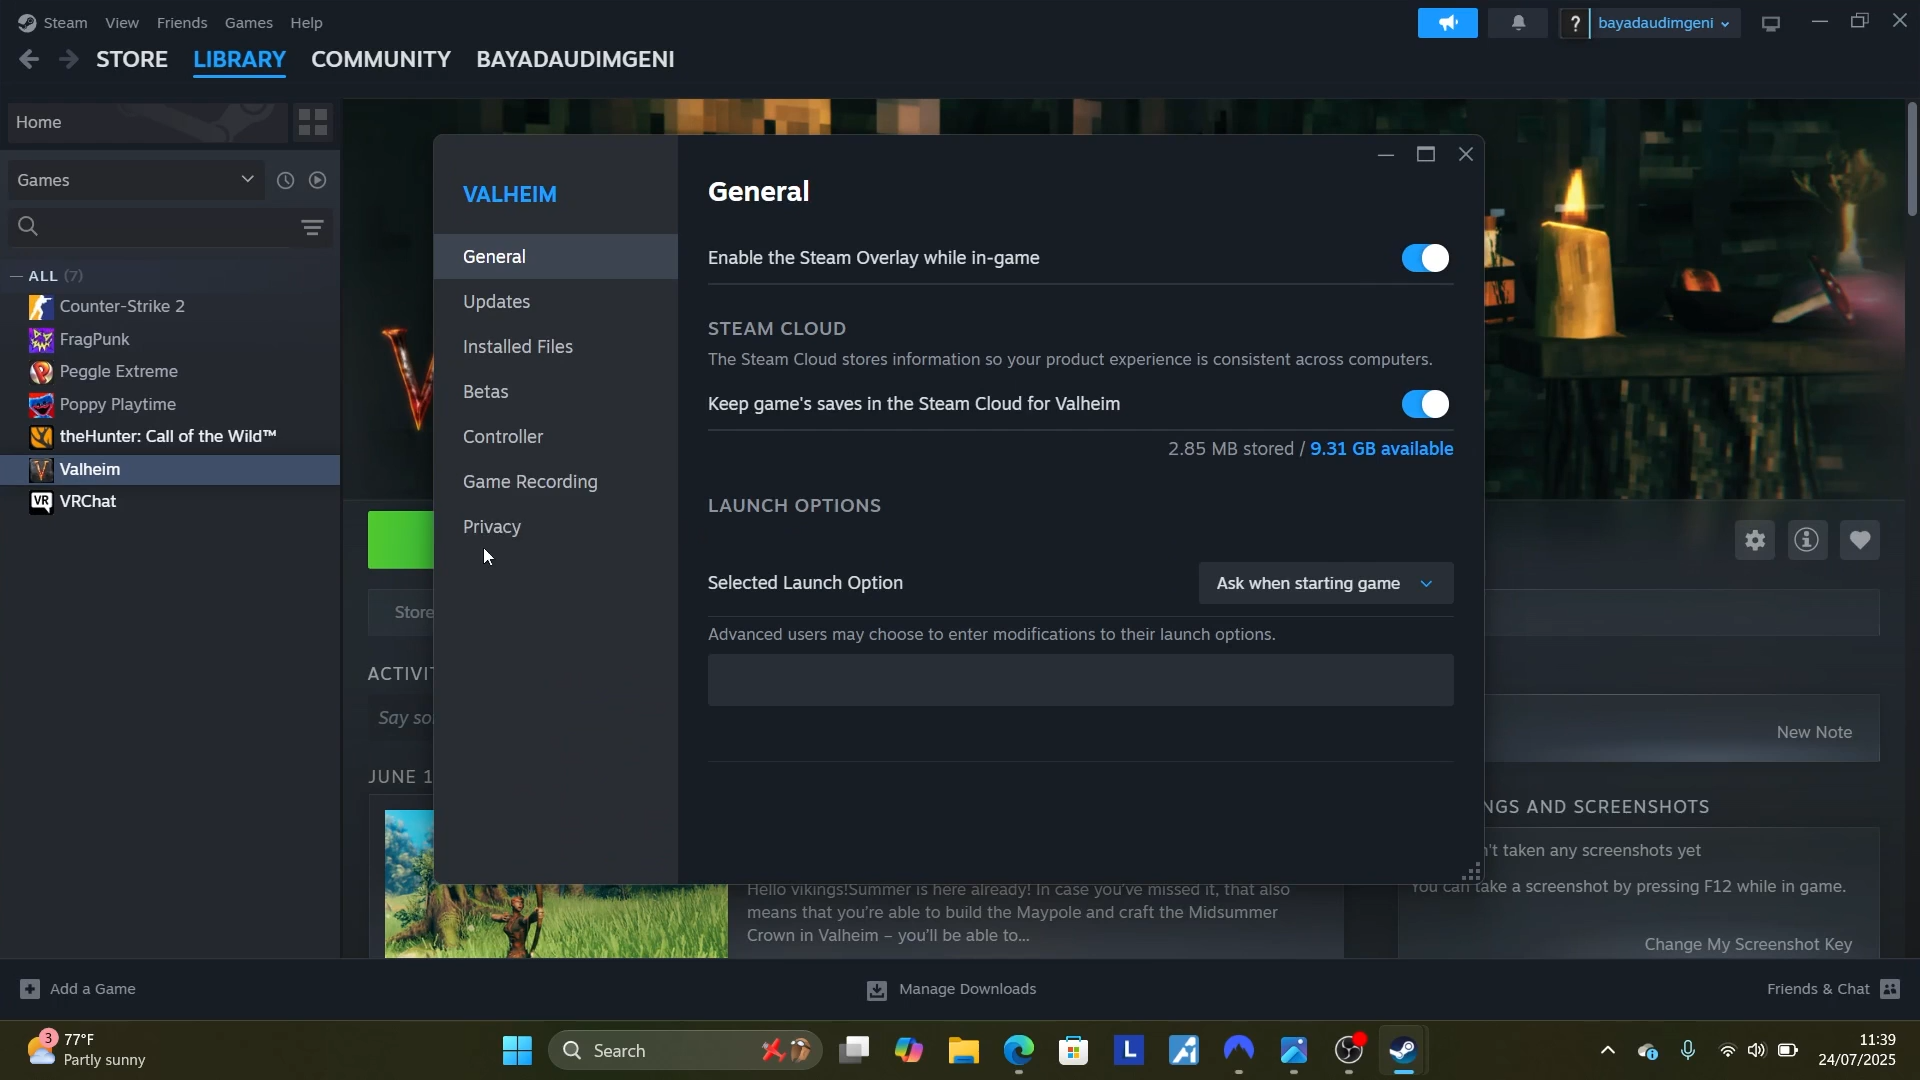 Steam View Friends Games Help
? bayadaudimgeni
STORE LIBRARY COMMUNITY BAYADAUDIMGENI
Home
Games
— ALL (7)
Counter-Strike 2
FragPunk
Peggle Extreme
Poppy Playtime
theHunter: Call of the Wild™
Valheim
VR VRChat
VALHEIM
General
Updates
Installed Files
Betas
Controller
Game Recording
Privacy
General
Enable the Steam Overlay while in-game
STEAM CLOUD
The Steam Cloud stores information so your product experience is consistent across computers.
Keep game's saves in the Steam Cloud for Valheim
2.85 MB stored / 9.31 GB available
LAUNCH OPTIONS
Selected Launch Option
Ask when starting game
Advanced users may choose to enter modifications to their launch options.
Store
ACTIVIT
Say so
JUNE 1
Hello vikings!Summer is here already! In case you've missed it, that also
means that you're able to build the Maypole and craft the Midsummer
Crown in Valheim – you'll be able to...
New Note
NGS AND SCREENSHOTS
't taken any screenshots yet
You can take a screenshot by pressing F12 while in game.
Change My Screenshot Key
Add a Game
Manage Downloads
Friends & Chat
3
77°F
Partly sunny
Search
L
11:39
24/07/2025